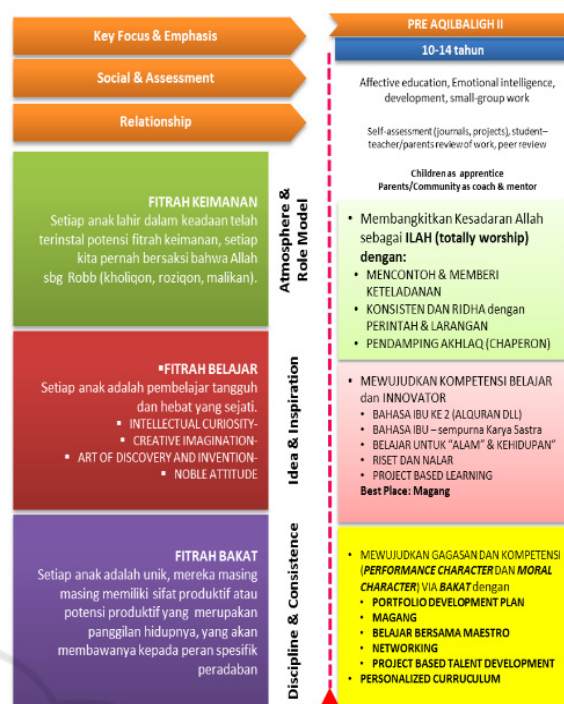 Key Focus & Emphasis
Social & Assessment
Relationship
PRE AQILBALIGH II
10-14 tahun
Affective education, Emotional intelligence,
development, small-group work
Self-assessment (journals, projects), student–
teacher/parents review of work, peer review
Children as apprentice
Parents/Community as coach & mentor
FITRAH KEIMANAN
Setiap anak lahir dalam keadaan telah
terinstal potensi fitrah keimanan, setiap
kita pernah bersaksi bahwa Allah
sbg Robb (kholiqon, roziqon, malikan).
Atmosphere &
Role Model
• Membangkitkan Kesadaran Allah
sebagai ILAH (totally worship)
dengan:
• MENCONTOH & MEMBERI
KETELADANAN
• KONSISTEN DAN RIDHA dengan
PERINTAH & LARANGAN
• PENDAMPING AKHLAQ (CHAPERON)
▪FITRAH BELAJAR
Setiap anak adalah pembelajar tangguh
dan hebat yang sejati.
▪ INTELLECTUAL CURIOSITY-
▪ CREATIVE IMAGINATION-
▪ ART OF DISCOVERY AND INVENTION-
▪ NOBLE ATTITUDE
Idea & Inspiration
• MEWUJUDKAN KOMPETENSI BELAJAR
dan INNOVATOR
• BAHASA IBU KE 2 (ALQURAN DLL)
• BAHASA IBU – sempurna Karya Sastra
• BELAJAR UNTUK "ALAM" & KEHIDUPAN"
• RISET DAN NALAR
• PROJECT BASED LEARNING
Best Place: Magang
FITRAH BAKAT
Setiap anak adalah unik, mereka masing
masing memiliki sifat produktif atau
potensi produktif yang merupakan
panggilan hidupnya, yang akan
membawanya kepada peran spesifik
peradaban
Discipline & Consistence
• MEWUJUDKAN GAGASAN DAN KOMPETENSI
(PERFORMANCE CHARACTER DAN MORAL
CHARACTER) VIA BAKAT dengan
• PORTFOLIO DEVELOPMENT PLAN
• MAGANG
• BELAJAR BERSAMA MAESTRO
• NETWORKING
• PROJECT BASED TALENT DEVELOPMENT
• PERSONALIZED CURRUCULUM